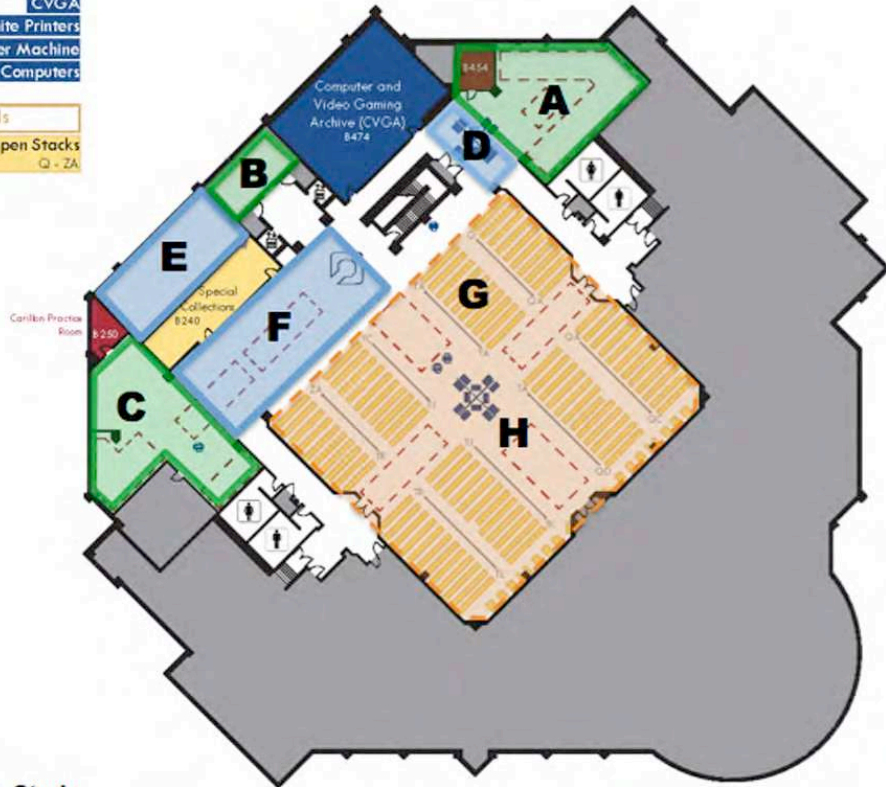 CVGA
ite Printers
er Machine
Computers
ls
pen Stacks
Q - ZA
Computer and
Video Gaming
Archive (CVGA)
B474
B454
A
D
B
E
Special
Collections
B240
G
F
Carillon Practice
Room
B250
C
H